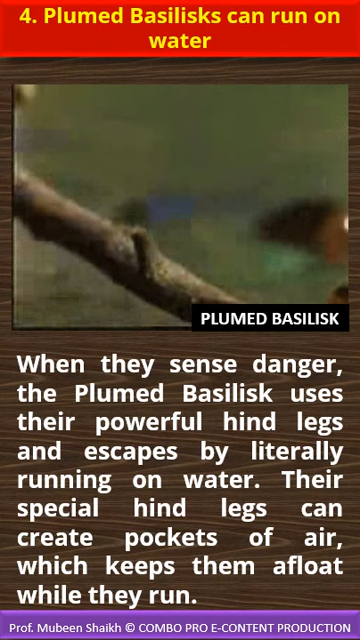 4. Plumed Basilisks can run on
water
PLUMED BASILISK
When they sense danger,
the Plumed Basilisk uses
their powerful hind legs
and escapes by literally
running on water. Their
special hind legs can
create pockets of air,
which keeps them afloat
while they run.
Prof. Mubeen Shaikh © COMBO PRO E-CONTENT PRODUCTION